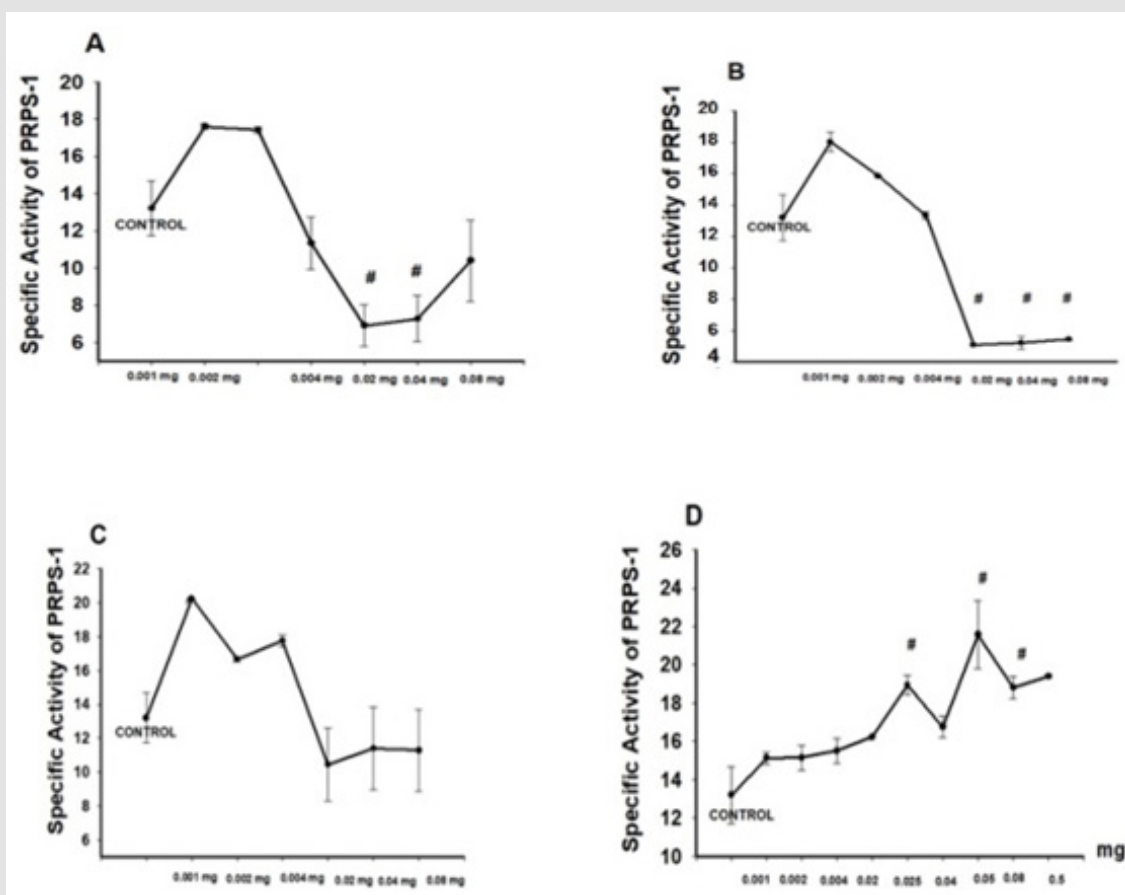 A
Specific Activity of PRPS-1
20
18
16
14
12
10
8
6
CONTROL
#
#
0.001 mg 0.002 mg 0.004 mg 0.02 mg 0.04 mg 0.08 mg
B
Specific Activity of PRPS-1
20
18
16
14
12
10
8
6
4
CONTROL
# # #
0.001 mg 0.002 mg 0.004 mg 0.02 mg 0.04 mg 0.08 mg
C
Specific Activity of PRPS-1
22
20
18
16
14
12
10
8
6
CONTROL
0.001 mg 0.002 mg 0.004 mg 0.02 mg 0.04 mg 0.08 mg
D
Specific Activity of PRPS-1
26
24
22
20
18
16
14
12
10
CONTROL
#
#
#
0.001 0.002 0.004 0.02 0.025 0.04 0.05 0.08 0.5
mg